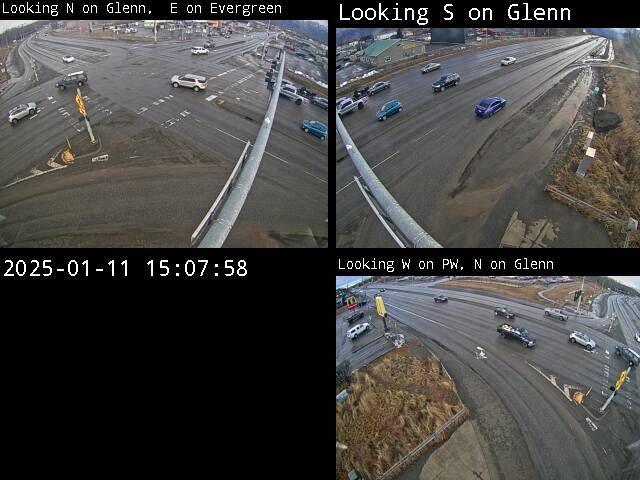 Looking N on Glenn,  E on Evergreen
Looking S on Glenn
2025-01-11 15:07:58
Looking W on PW, N on Glenn